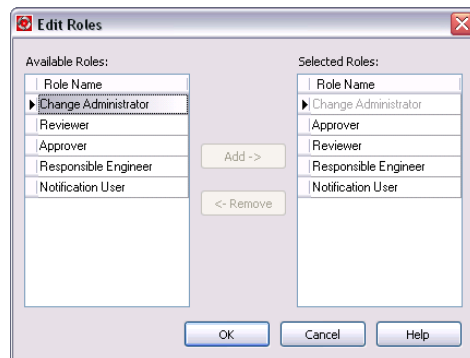 Edit Roles
Available Roles:
Role Name
Change Administrator
Reviewer
Approver
Responsible Engineer
Notification User
Add ->
<- Remove
Selected Roles:
Role Name
Change Administrator
Approver
Reviewer
Responsible Engineer
Notification User
OK
Cancel
Help